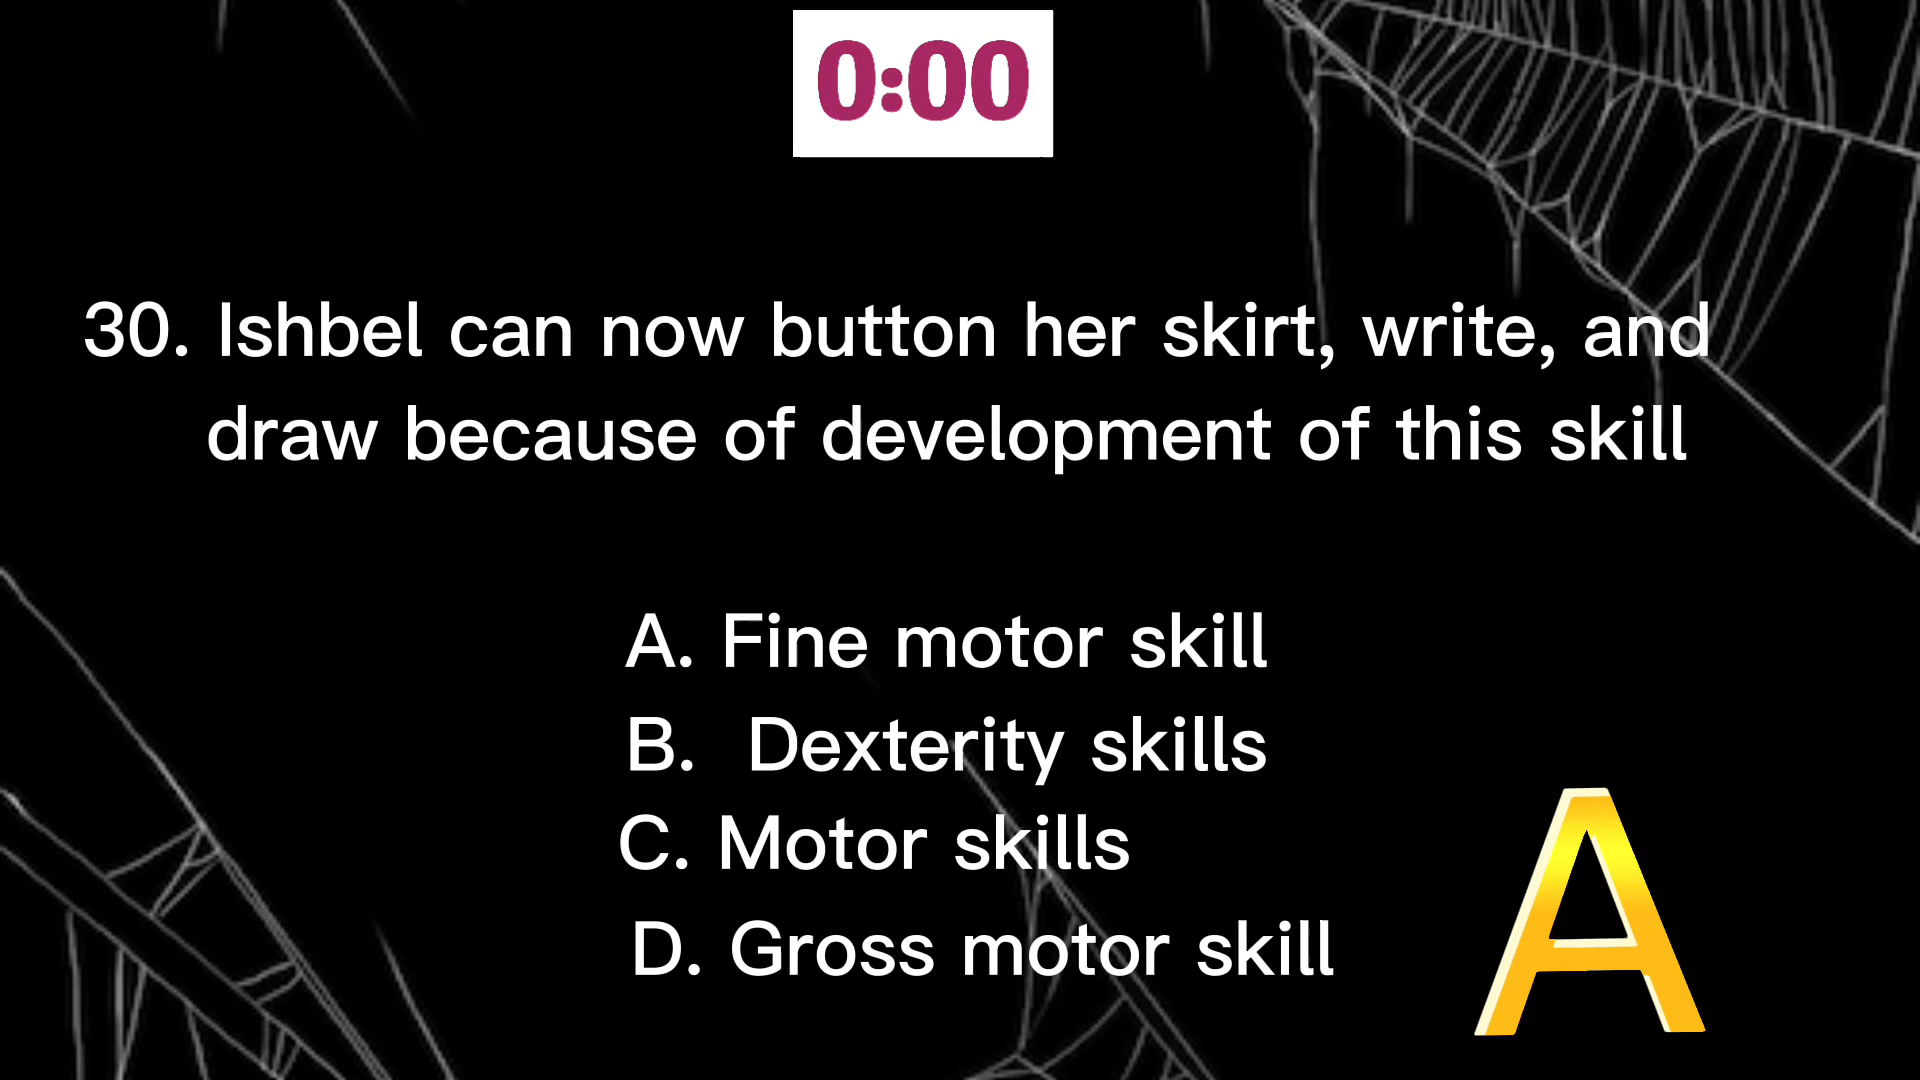 0:00
30. Ishbel can now button her skirt, write, and
draw because of development of this skill
A. Fine motor skill
B. Dexterity skills
C. Motor skills
D. Gross motor skill
A